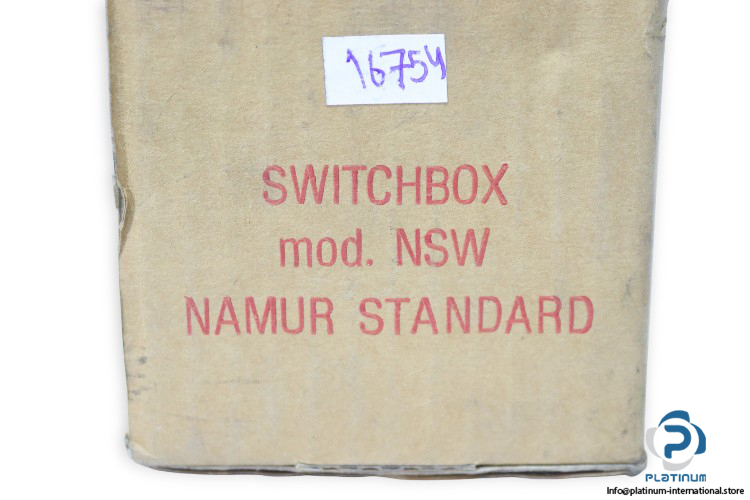 16754
SWITCHBOX
mod. NSW
NAMUR STANDARD
PLATINUM
Info@platinum-international.store